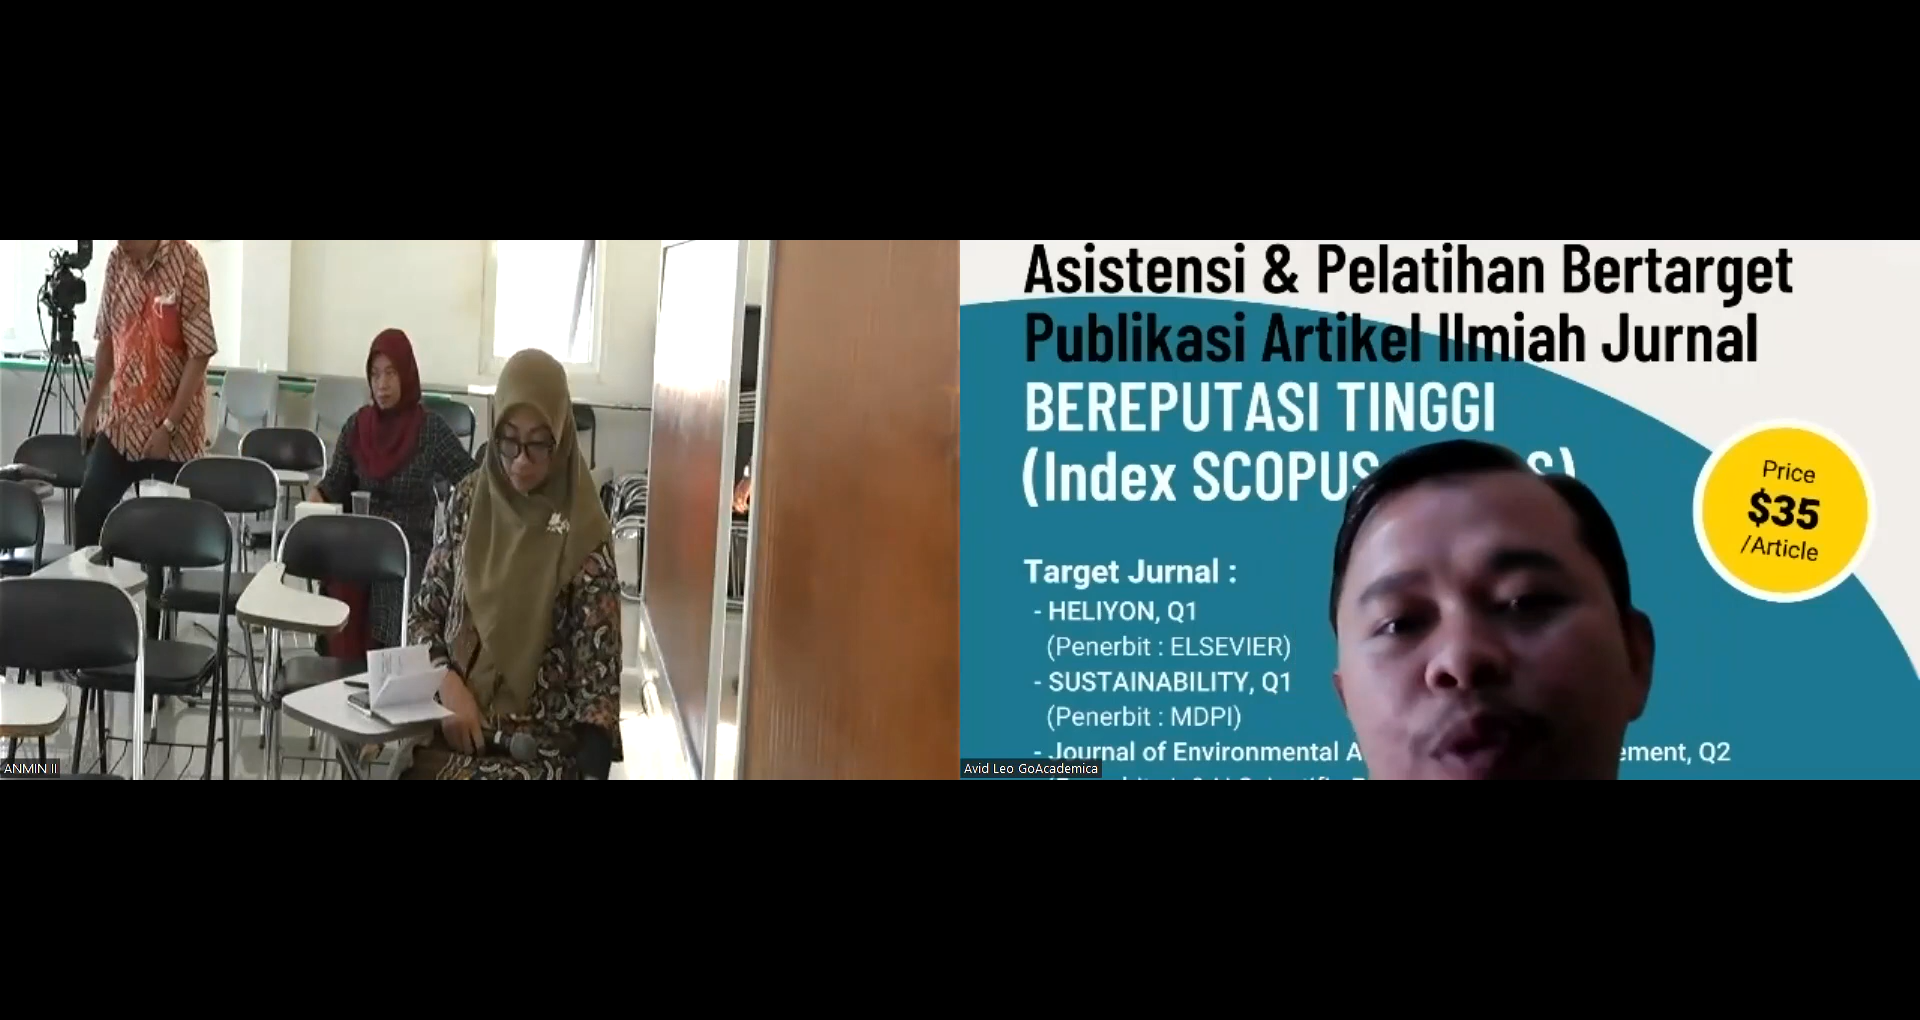 Asistensi & Pelatihan Bertarget
Publikasi Artikel Ilmiah Jurnal
BEREPUTASI TINGGI
(Index SCOPUS
Price
$35
/Article
Target Jurnal :
- HELIYON, Q1
(Penerbit : ELSEVIER)
- SUSTAINABILITY, Q1
(Penerbit : MDPI)
- Journal of Environmental
Q2
ANMIN II
Avid Leo GoAcademica